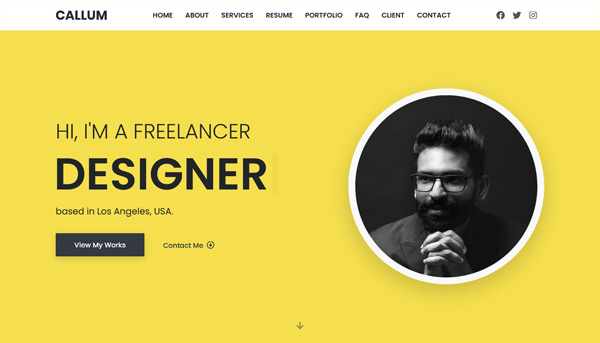 CALLUM HOME ABOUT SERVICES RESUME PORTFOLIO FAQ CLIENT CONTACT
HI, I'M A FREELANCER
DESIGNER
based in Los Angeles, USA.
View My Works Contact Me